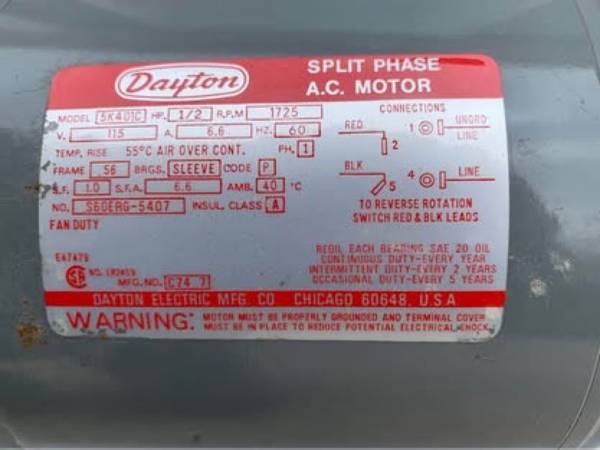 Dayton
SPLIT PHASE
A.C. MOTOR
MODEL 5K401C HP. 1/2 R.P.M 1725
V. 115 A. 6.6 HZ. 60
TEMP. RISE 55°C AIR OVER CONT. PH. 1
FRAME 56 BRGS. SLEEVE CODE P
S.F. 1.0 S.F.A. 6.6 AMB. 40 °C
NO. S60ERG-5407 INSUL. CLASS A
FAN DUTY
CONNECTIONS
RED 1 UNGRD
2 LINE
BLK 4 LINE
5
TO REVERSE ROTATION
SWITCH RED & BLK LEADS
E47479
NO.
MFG. NO. C74 7
REOIL EACH BEARING SAE 20 OIL
CONTINUOUS DUTY-EVERY YEAR
INTERMITTENT DUTY-EVERY 2 YEARS
OCCASIONAL DUTY-EVERY 5 YEARS
DAYTON ELECTRIC MFG. CO CHICAGO 60648, U.S.A
WARNING: MOTOR MUST BE PROPERLY GROUNDED AND TERMINAL COVER
MUST BE IN PLACE TO REDUCE POTENTIAL ELECTRICAL SHOCK